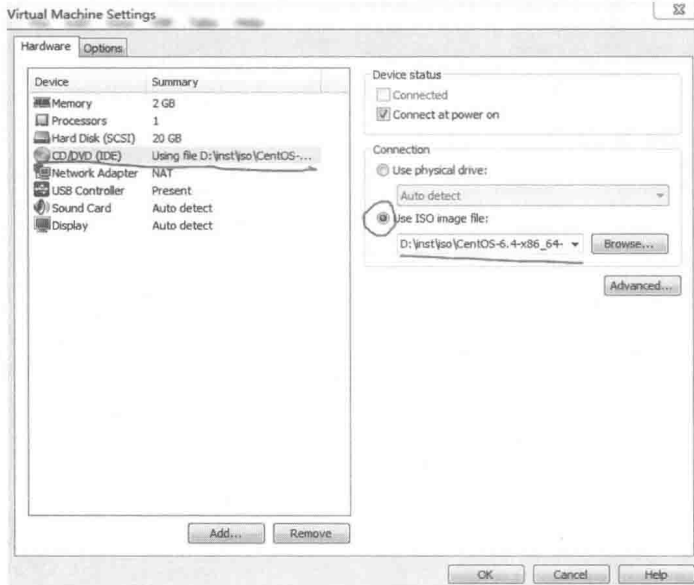 Virtual Machine Settings
Hardware Options
Device Summary
Memory 2 GB
Processors 1
Hard Disk (SCSI) 20 GB
CD/DVD (IDE) Using file D:\inst\iso\CentOS-...
Network Adapter NAT
USB Controller Present
Sound Card Auto detect
Display Auto detect
Add... Remove
Device status
Connected
Connect at power on
Connection
Use physical drive:
Auto detect
Use ISO image file:
D:\inst\iso\CentOS-6.4-x86_64- Browse...
Advanced...
OK Cancel Help